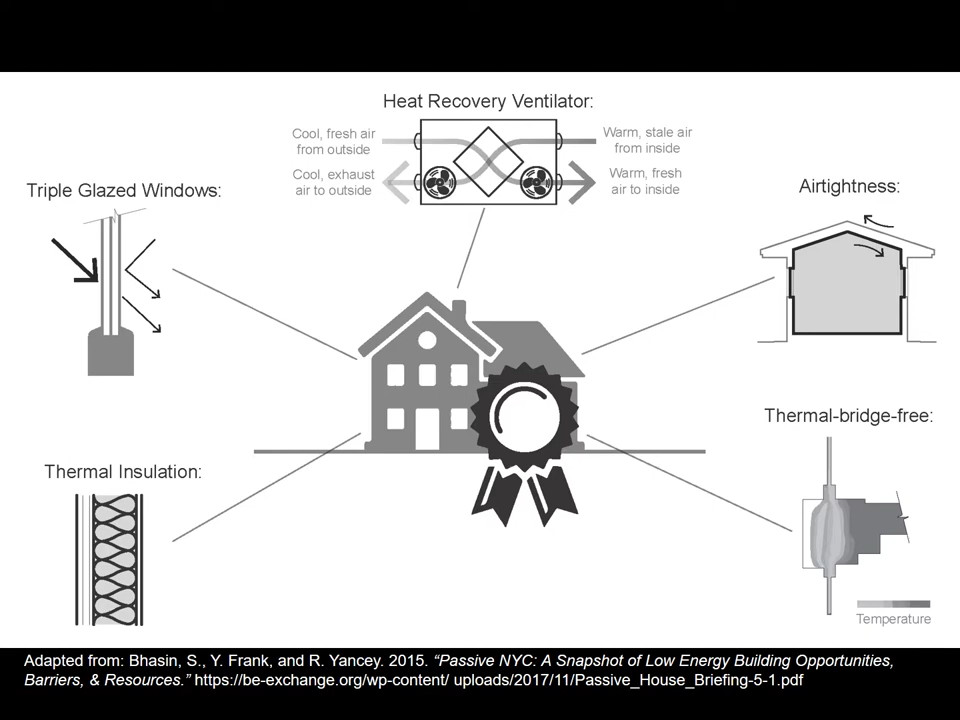 Heat Recovery Ventilator:
Cool, fresh air
from outside
Warm, stale air
from inside
Cool, exhaust
air to outside
Warm, fresh
air to inside
Triple Glazed Windows:
Airtightness:
Thermal-bridge-free:
Thermal Insulation:
Temperature
Adapted from: Bhasin, S., Y. Frank, and R. Yancey. 2015. “Passive NYC: A Snapshot of Low Energy Building Opportunities,
Barriers, & Resources.” https://be-exchange.org/wp-content/ uploads/2017/11/Passive_House_Briefing-5-1.pdf